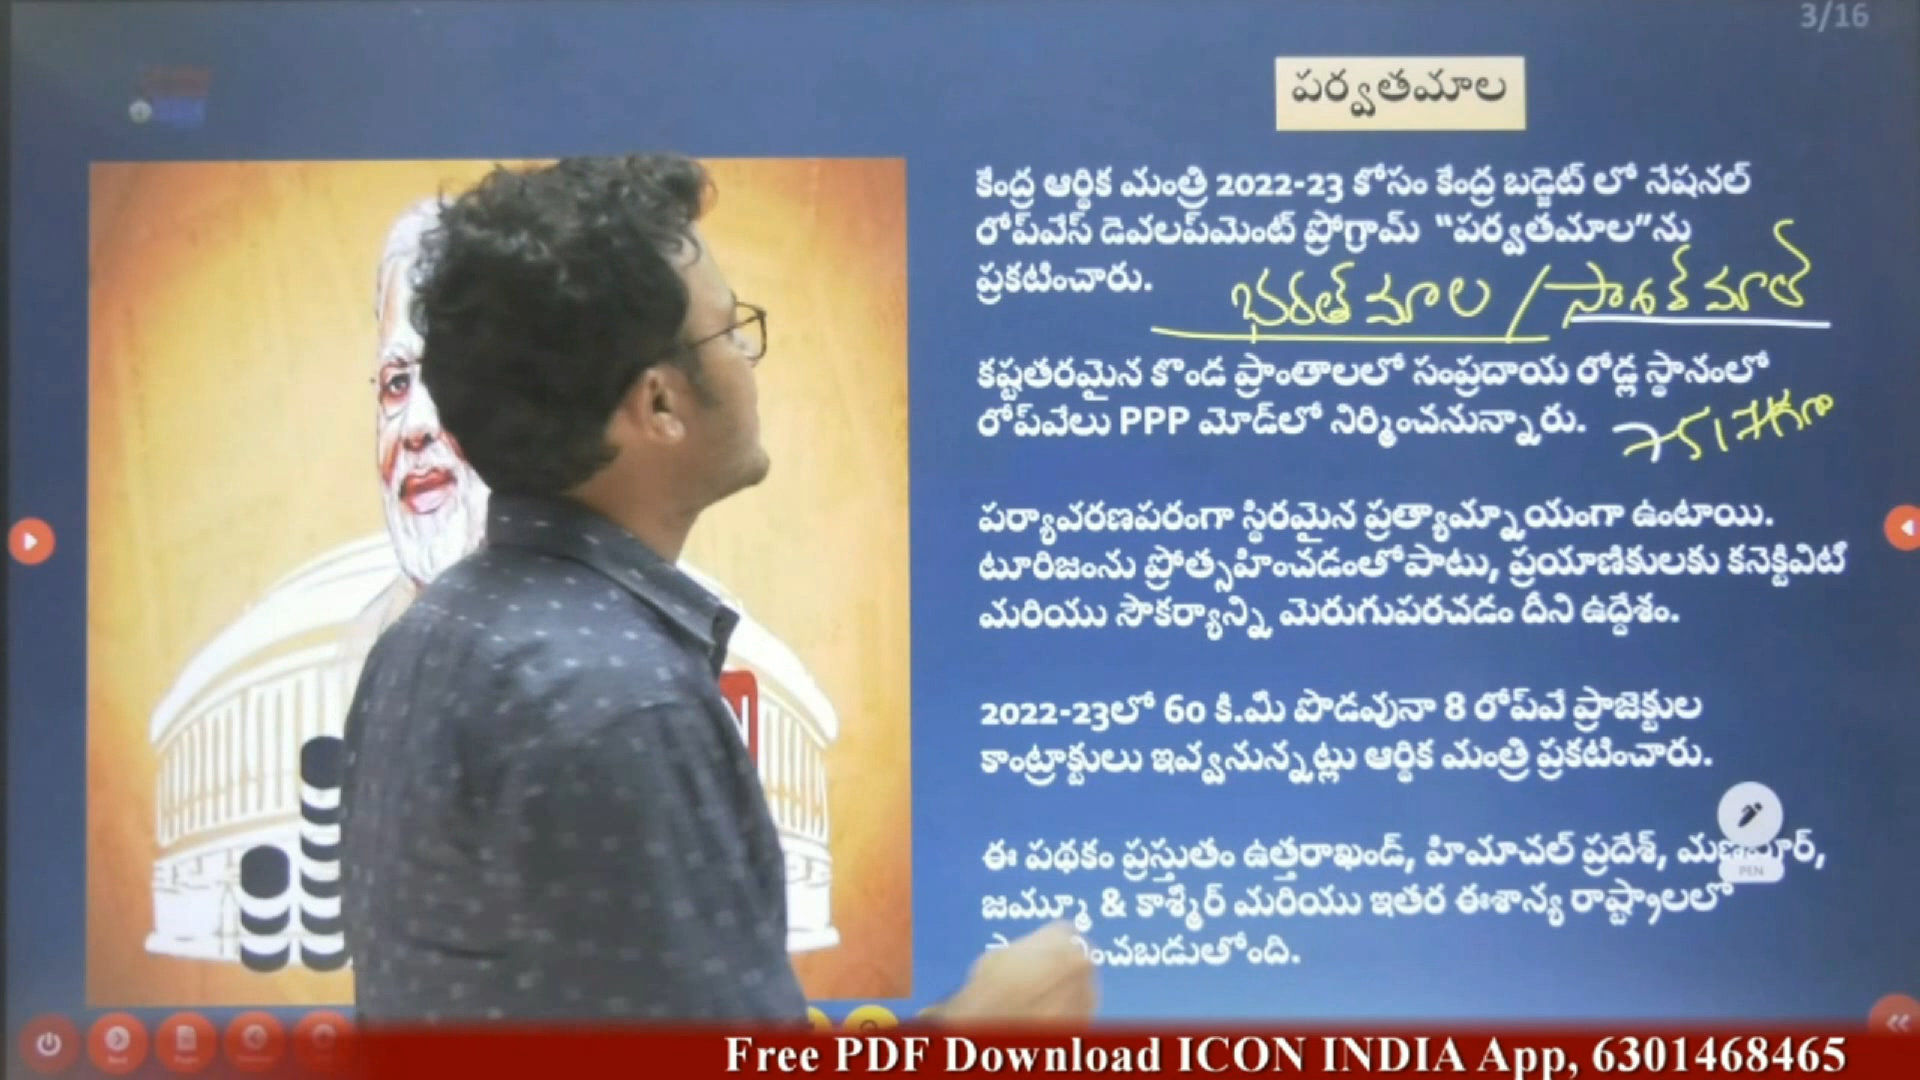 3/16
పర్వతమాల
కేంద్ర ఆర్థిక మంత్రి 2022-23 కోసం కేంద్ర బడ్జెట్ లో నేషనల్
రోప్‌వేస్ డెవలప్‌మెంట్ ప్రోగ్రామ్ “పర్వతమాల”ను
ప్రకటించారు.
భరత్ మాల / సాగర్ మాల
కష్టతరమైన కొండ ప్రాంతాలలో సంప్రదాయ రోడ్ల స్థానంలో
రోప్‌వేలు PPP మోడ్‌లో నిర్మించనున్నారు.
పర్యావరణపరంగా స్థిరమైన ప్రత్యామ్నాయంగా ఉంటాయి.
టూరిజంను ప్రోత్సహించడంతోపాటు, ప్రయాణికులకు కనెక్టివిటీ
మరియు సౌకర్యాన్ని మెరుగుపరచడం దీని ఉద్దేశం.
2022-23లో 60 కి.మీ పొడవునా 8 రోప్‌వే ప్రాజెక్టుల
కాంట్రాక్టులు ఇవ్వనున్నట్లు ఆర్థిక మంత్రి ప్రకటించారు.
ఈ పథకం ప్రస్తుతం ఉత్తరాఖండ్, హిమాచల్ ప్రదేశ్,
PEN
జమ్మూ & కాశ్మీర్ మరియు ఇతర ఈశాన్య రాష్ట్రాలలో
Free PDF Download ICON INDIA App, 6301468465